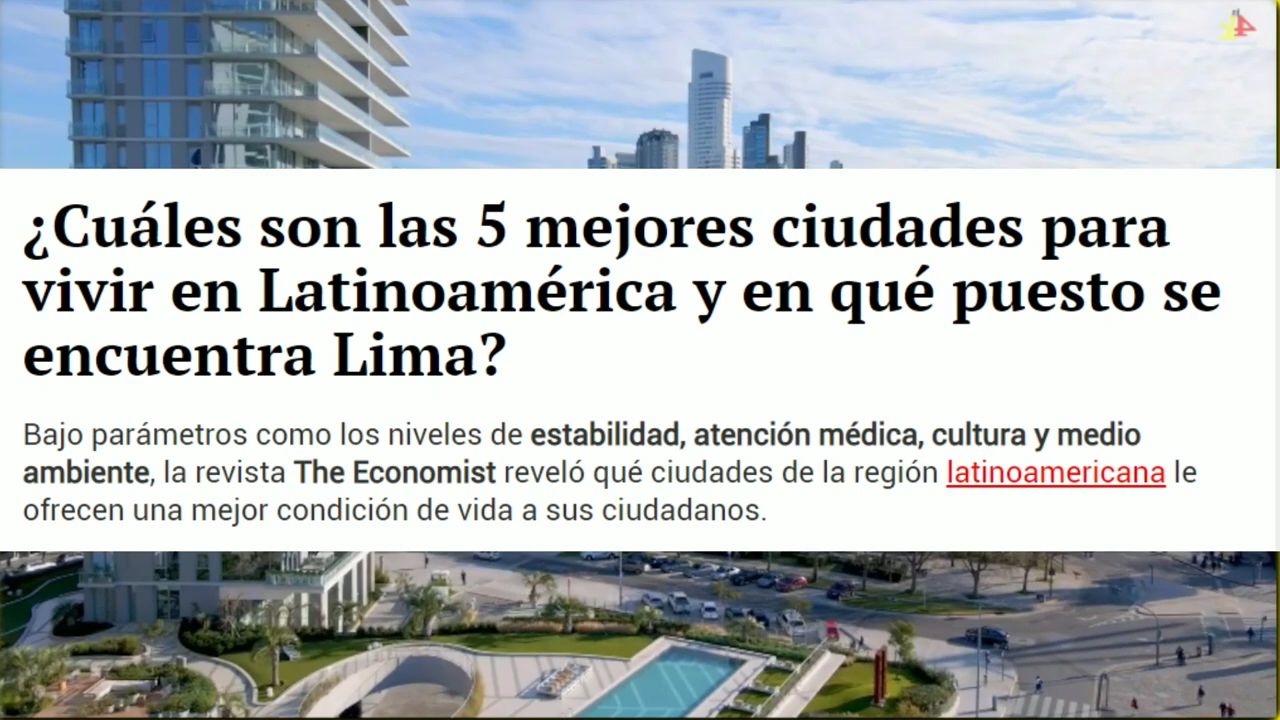 ¿Cuáles son las 5 mejores ciudades para
vivir en Latinoamérica y en qué puesto se
encuentra Lima?
Bajo parámetros como los niveles de estabilidad, atención médica, cultura y medio
ambiente, la revista The Economist reveló qué ciudades de la región latinoamericana le
ofrecen una mejor condición de vida a sus ciudadanos.